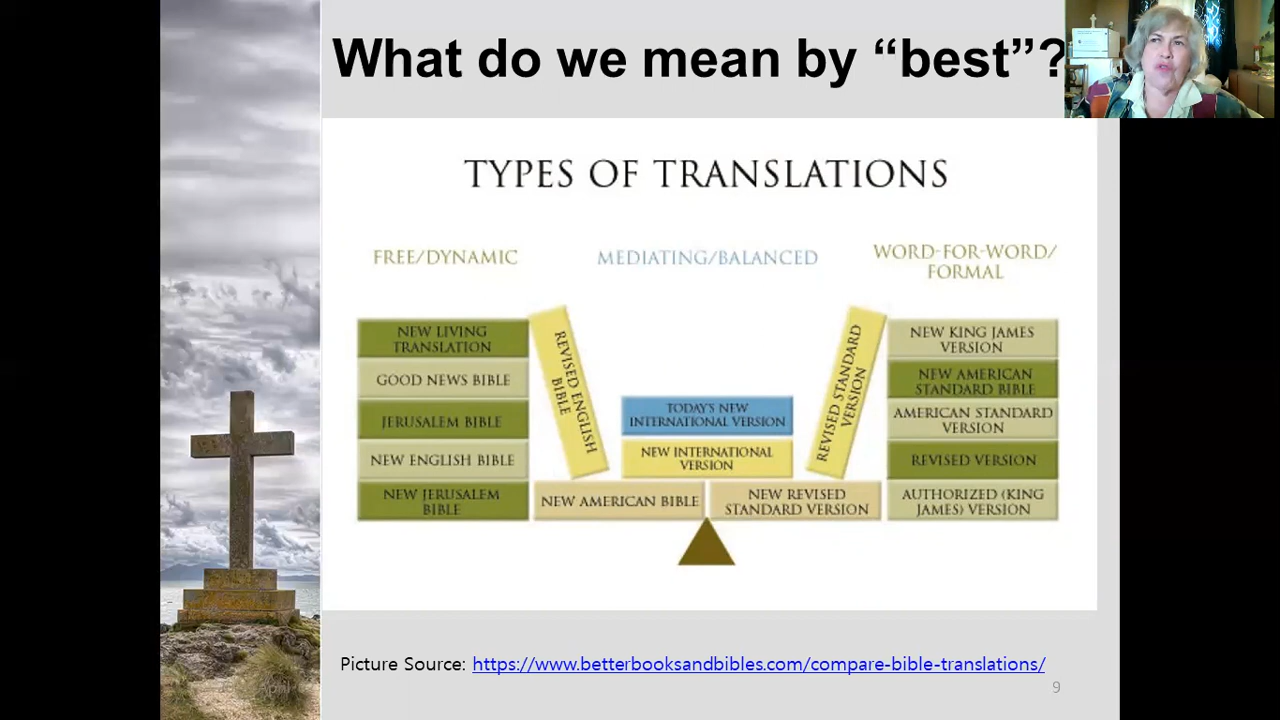 What do we mean by “best”?
TYPES OF TRANSLATIONS
FREE/DYNAMIC
MEDIATING/BALANCED
WORD-FOR-WORD/
FORMAL
NEW LIVING
TRANSLATION
GOOD NEWS BIBLE
JERUSALEM BIBLE
NEW ENGLISH BIBLE
NEW JERUSALEM
BIBLE
REVISED ENGLISH
BIBLE
TODAY'S NEW
INTERNATIONAL VERSION
NEW INTERNATIONAL
VERSION
NEW AMERICAN BIBLE
NEW REVISED
STANDARD VERSION
REVISED STANDARD
VERSION
NEW KING JAMES
VERSION
NEW AMERICAN
STANDARD BIBLE
AMERICAN STANDARD
VERSION
REVISED VERSION
AUTHORIZED (KING
JAMES) VERSION
Picture Source: https://www.betterbooksandbibles.com/compare-bible-translations/
April
9